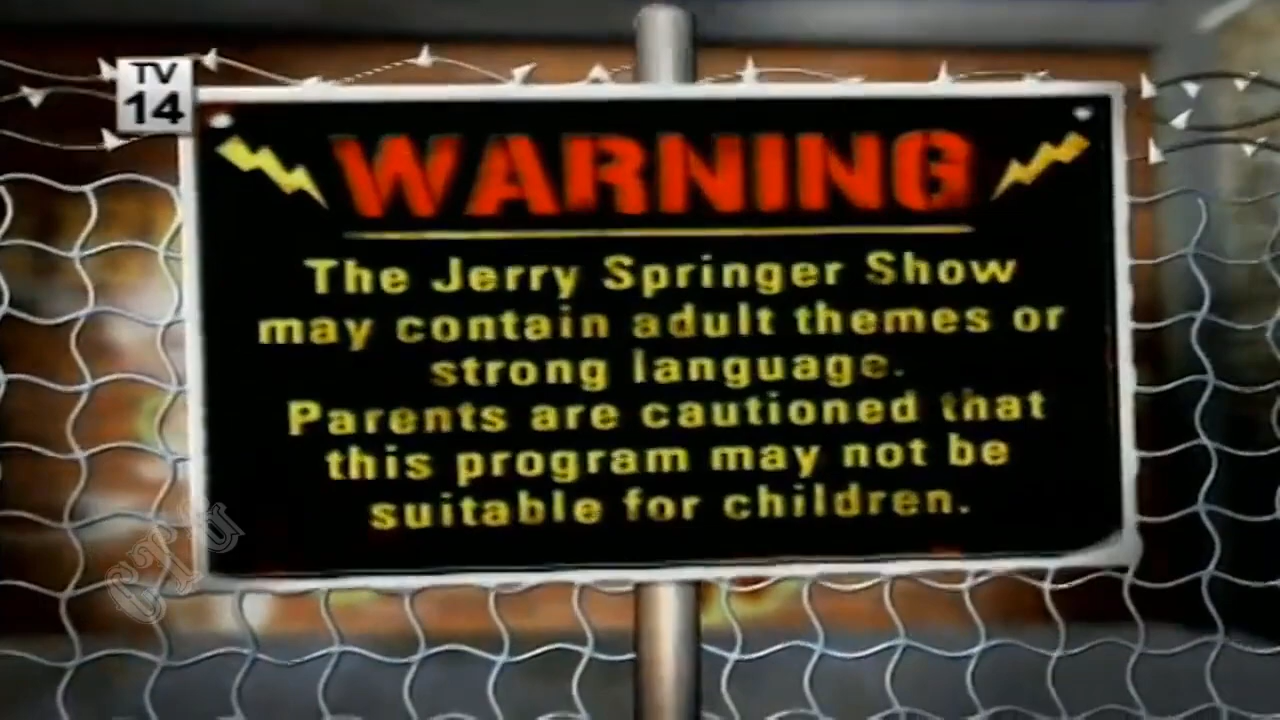 TV
14
WARNING
The Jerry Springer Show
may contain adult themes or
strong language.
Parents are cautioned that
this program may not be
suitable for children.
CTG